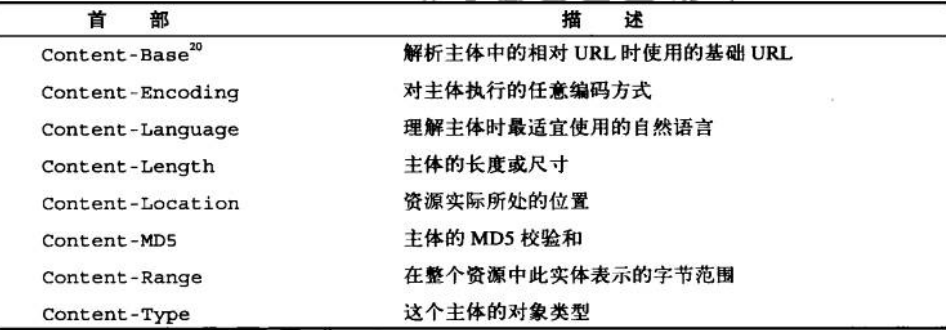 首 部 描 述
Content-Base20 解析主体中的相对 URL 时使用的基础 URL
Content-Encoding 对主体执行的任意编码方式
Content-Language 理解主体时最适宜使用的自然语言
Content-Length 主体的长度或尺寸
Content-Location 资源实际所处的位置
Content-MD5 主体的 MD5 校验和
Content-Range 在整个资源中此实体表示的字节范围
Content-Type 这个主体的对象类型